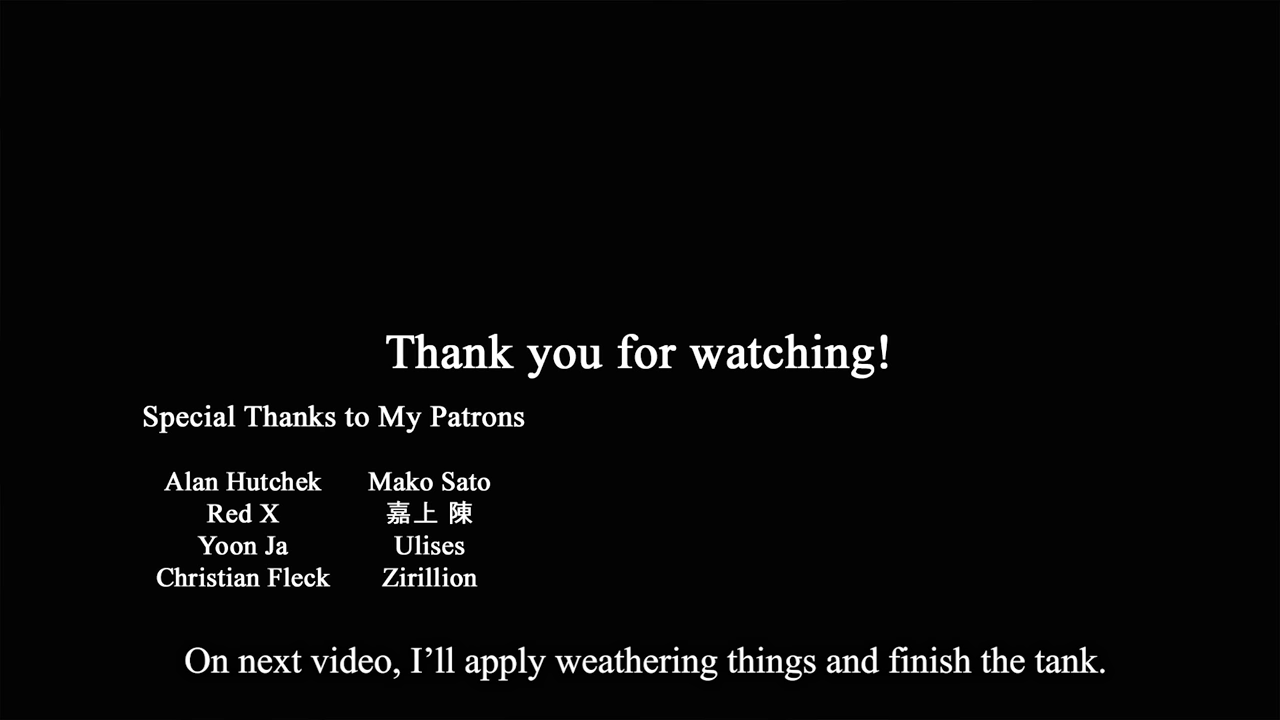 Thank you for watching!
Special Thanks to My Patrons
Alan Hutchek Mako Sato
Red X 嘉上 陳
Yoon Ja Ulises
Christian Fleck Zirillion
On next video, I’ll apply weathering things and finish the tank.